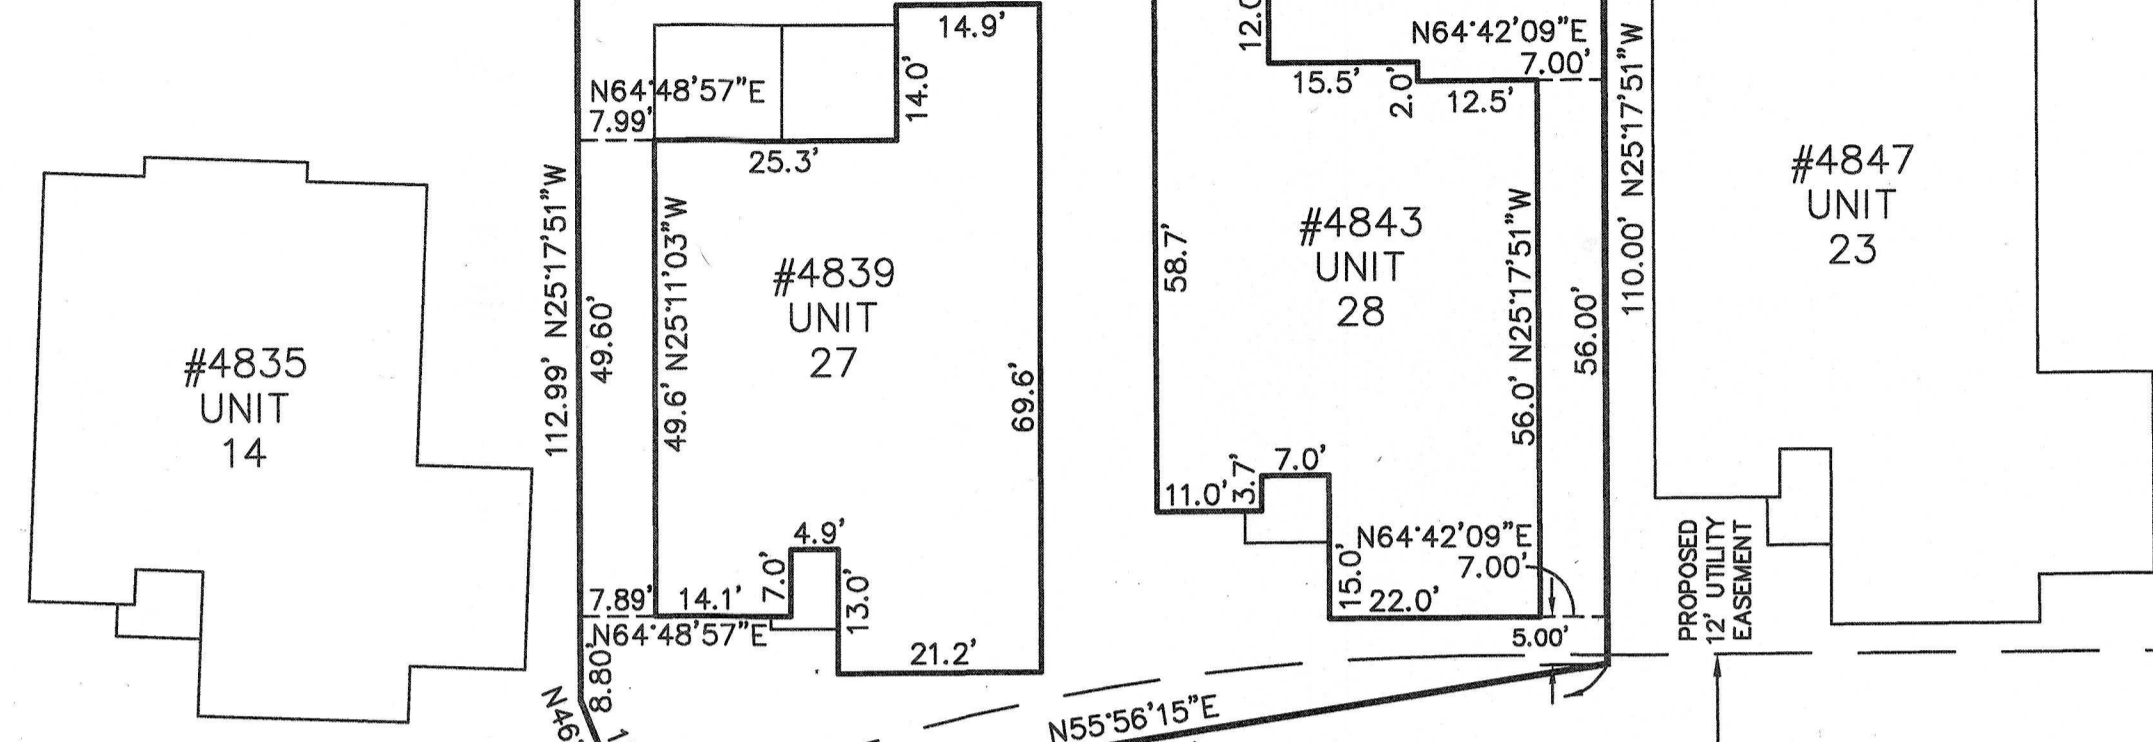 14.9'
12.0
N64°42'09"E
7.00'
15.5'
2.0'
12.5'
14.0'
N64°48'57"E
7.99'
25.3'
110.00' N25°17'51"W
#4847
UNIT
23
#4843
UNIT
28
#4839
UNIT
27
#4835
UNIT
14
112.99' N25°17'51"W
49.60'
49.6' N25°11'03"W
69.6'
58.7'
56.0' N25°17'51"W
56.00'
7.0'
3.7'
11.0'
4.9'
7.0'
13.0'
14.1'
7.89'
N64°48'57"E
8.80'
21.2'
N64°42'09"E
7.00'
15.0'
22.0'
5.00'
PROPOSED
12' UTILITY
EASEMENT
N55°56'15"E
N46°
1